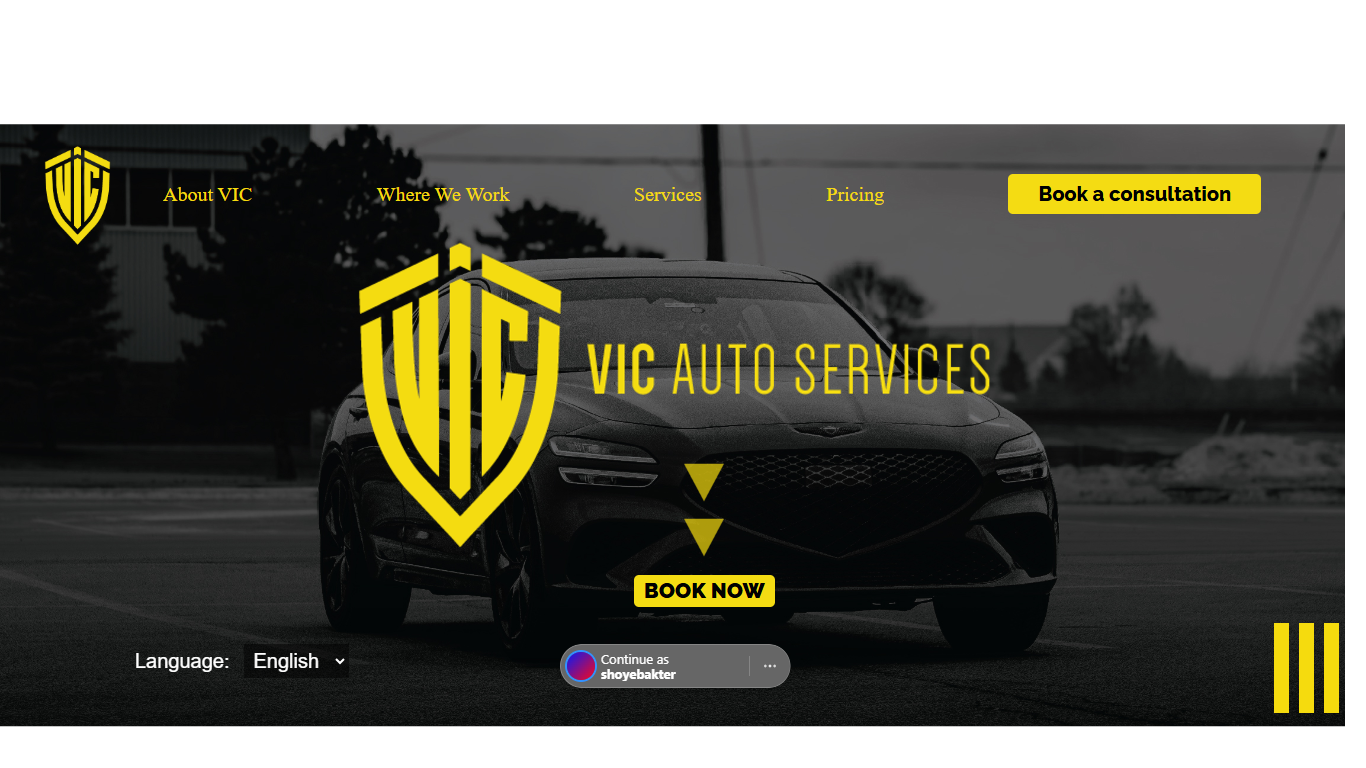 VIC
About VIC
Where We Work
Services
Pricing
Book a consultation
VIC
VIC AUTO SERVICES
BOOK NOW
Language:
English
Continue as
shoyebakter